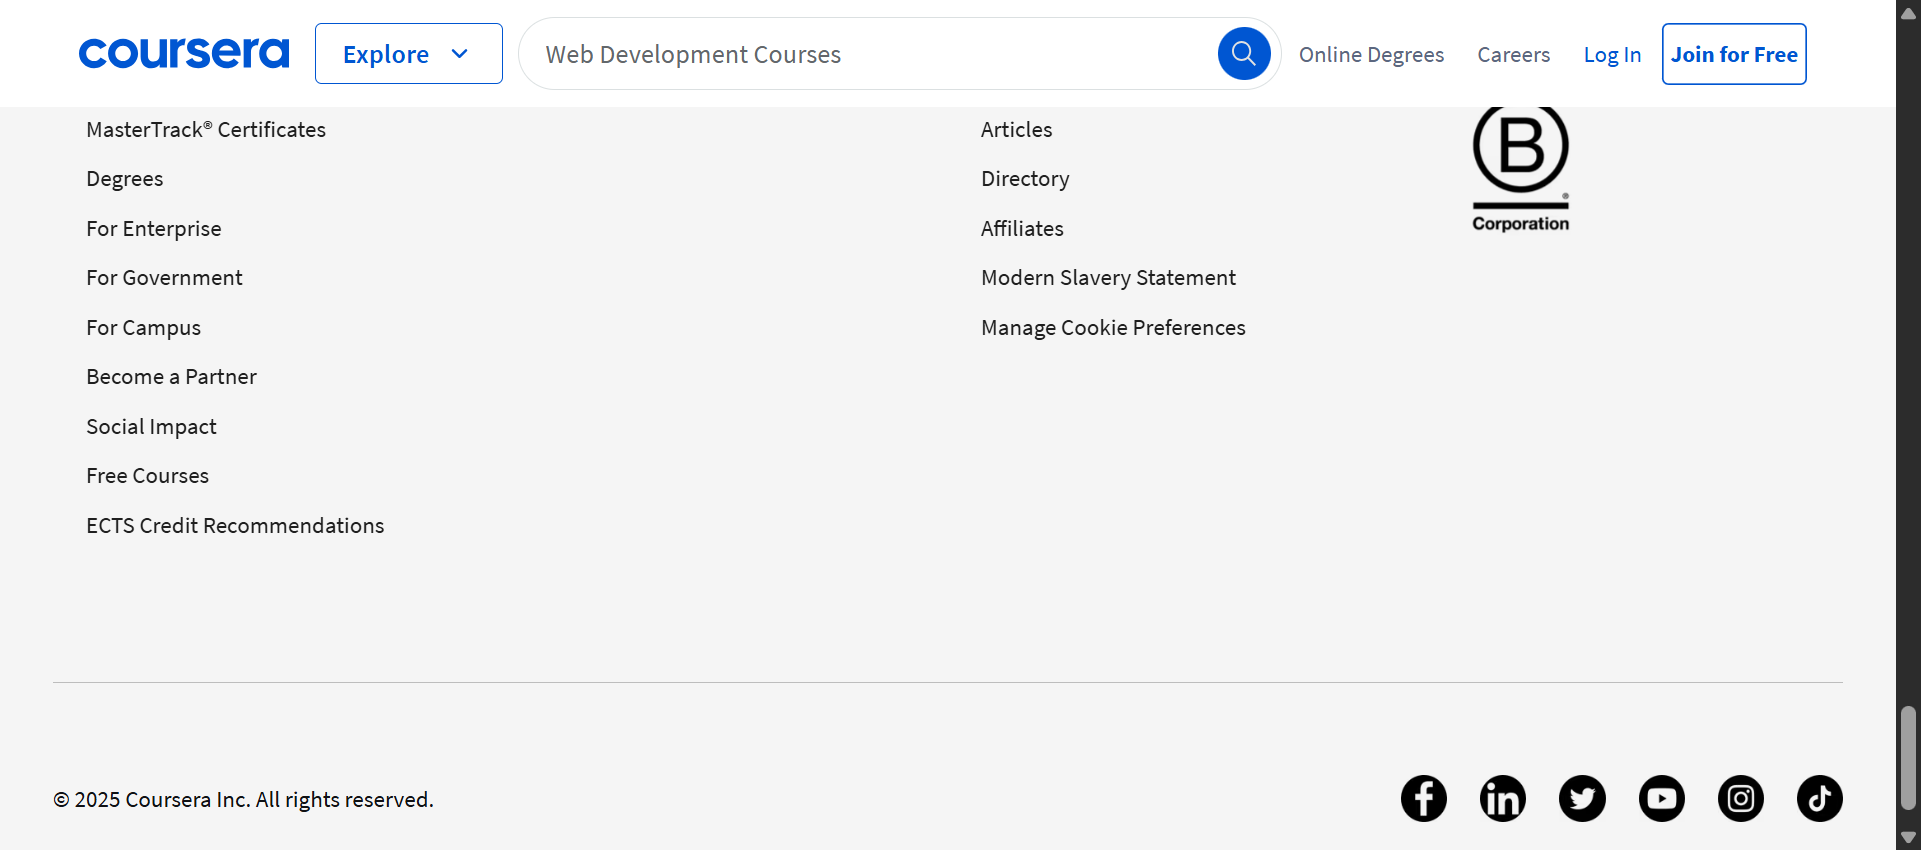 coursera
Explore
Web Development Courses
Online Degrees
Careers
Log In
Join for Free
MasterTrack® Certificates
Degrees
For Enterprise
For Government
For Campus
Become a Partner
Social Impact
Free Courses
ECTS Credit Recommendations
Articles
Directory
Affiliates
Modern Slavery Statement
Manage Cookie Preferences
B
®
Corporation
© 2025 Coursera Inc. All rights reserved.
f
in